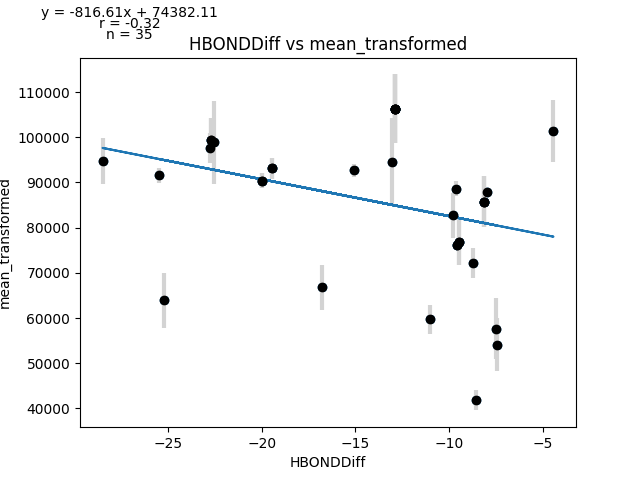 y = -816.61x + 74382.11
r = -0.32
n = 35
HBONDDiff vs mean_transformed
110000
100000
90000
80000
70000
60000
50000
40000
mean_transformed
−25
−20
−15
−10
−5
HBONDDiff